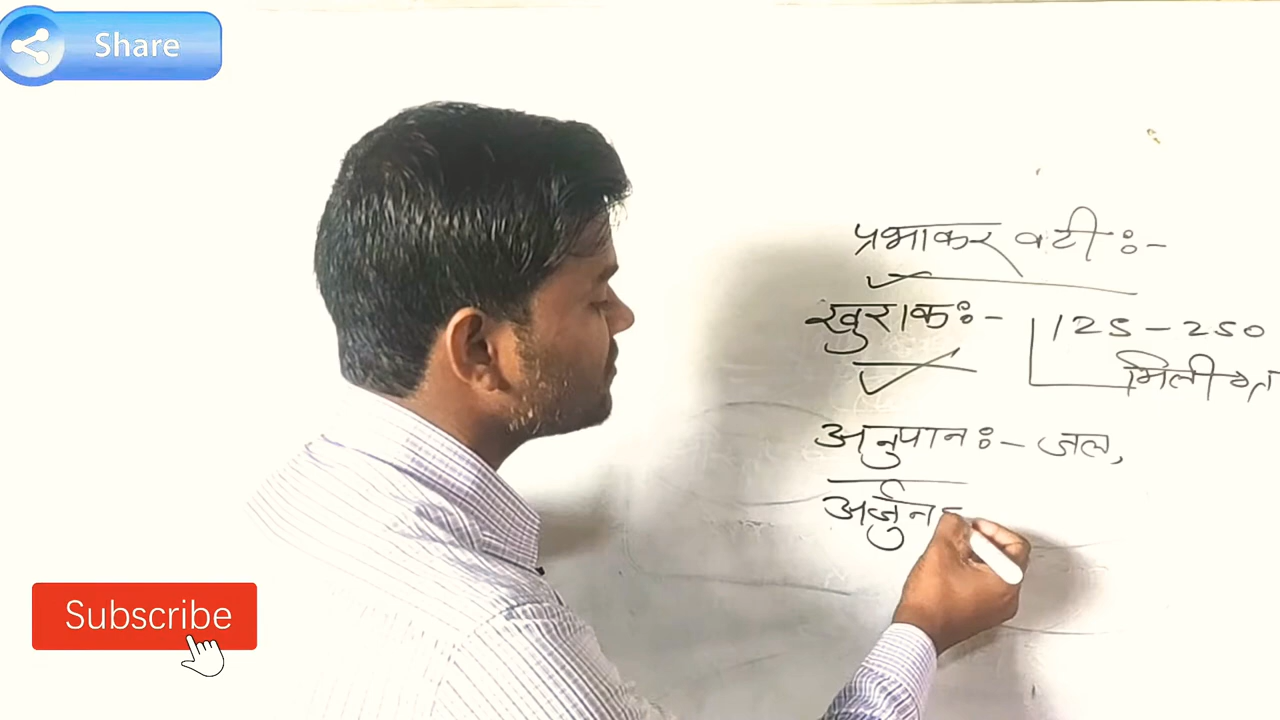 Share
प्रभाकर वटी :-
खुराक :- 125 - 250
मिली
अनुपान :- जल,
अर्जुन
Subscribe